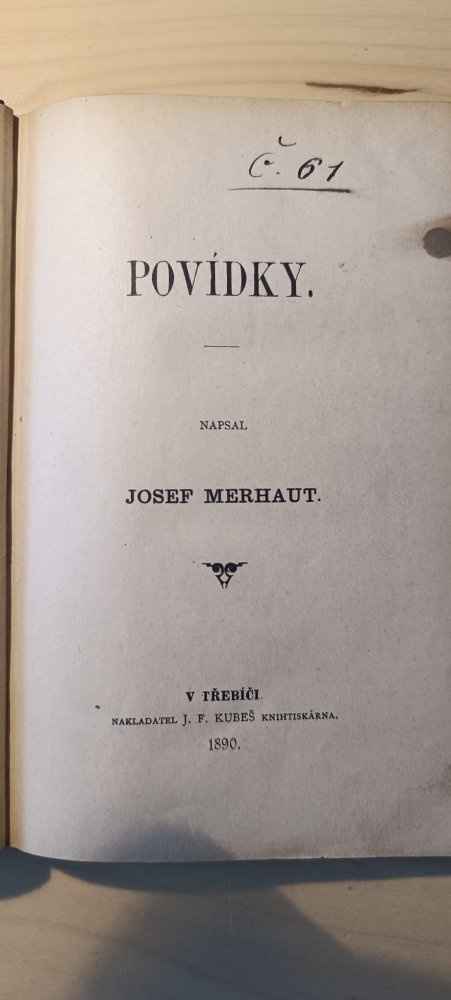 č. 61
POVÍDKY.
NAPSAL
JOSEF MERHAUT.
V TŘEBÍČI.
NAKLADATEL J. F. KUBEŠ KNIHTISKÁRNA.
1890.